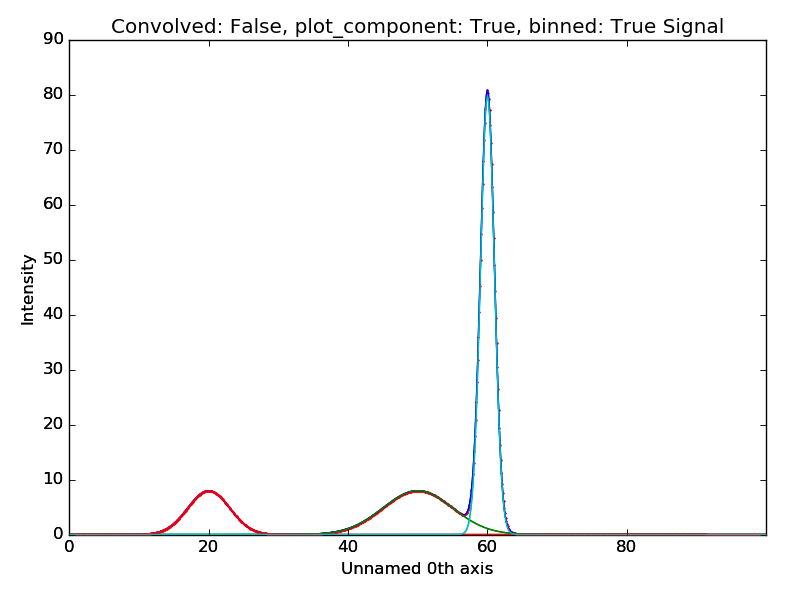 Convolved: False, plot_component: True, binned: True Signal
90
80
70
60
50
40
30
20
10
0
Intensity
0 20 40 60 80
Unnamed 0th axis